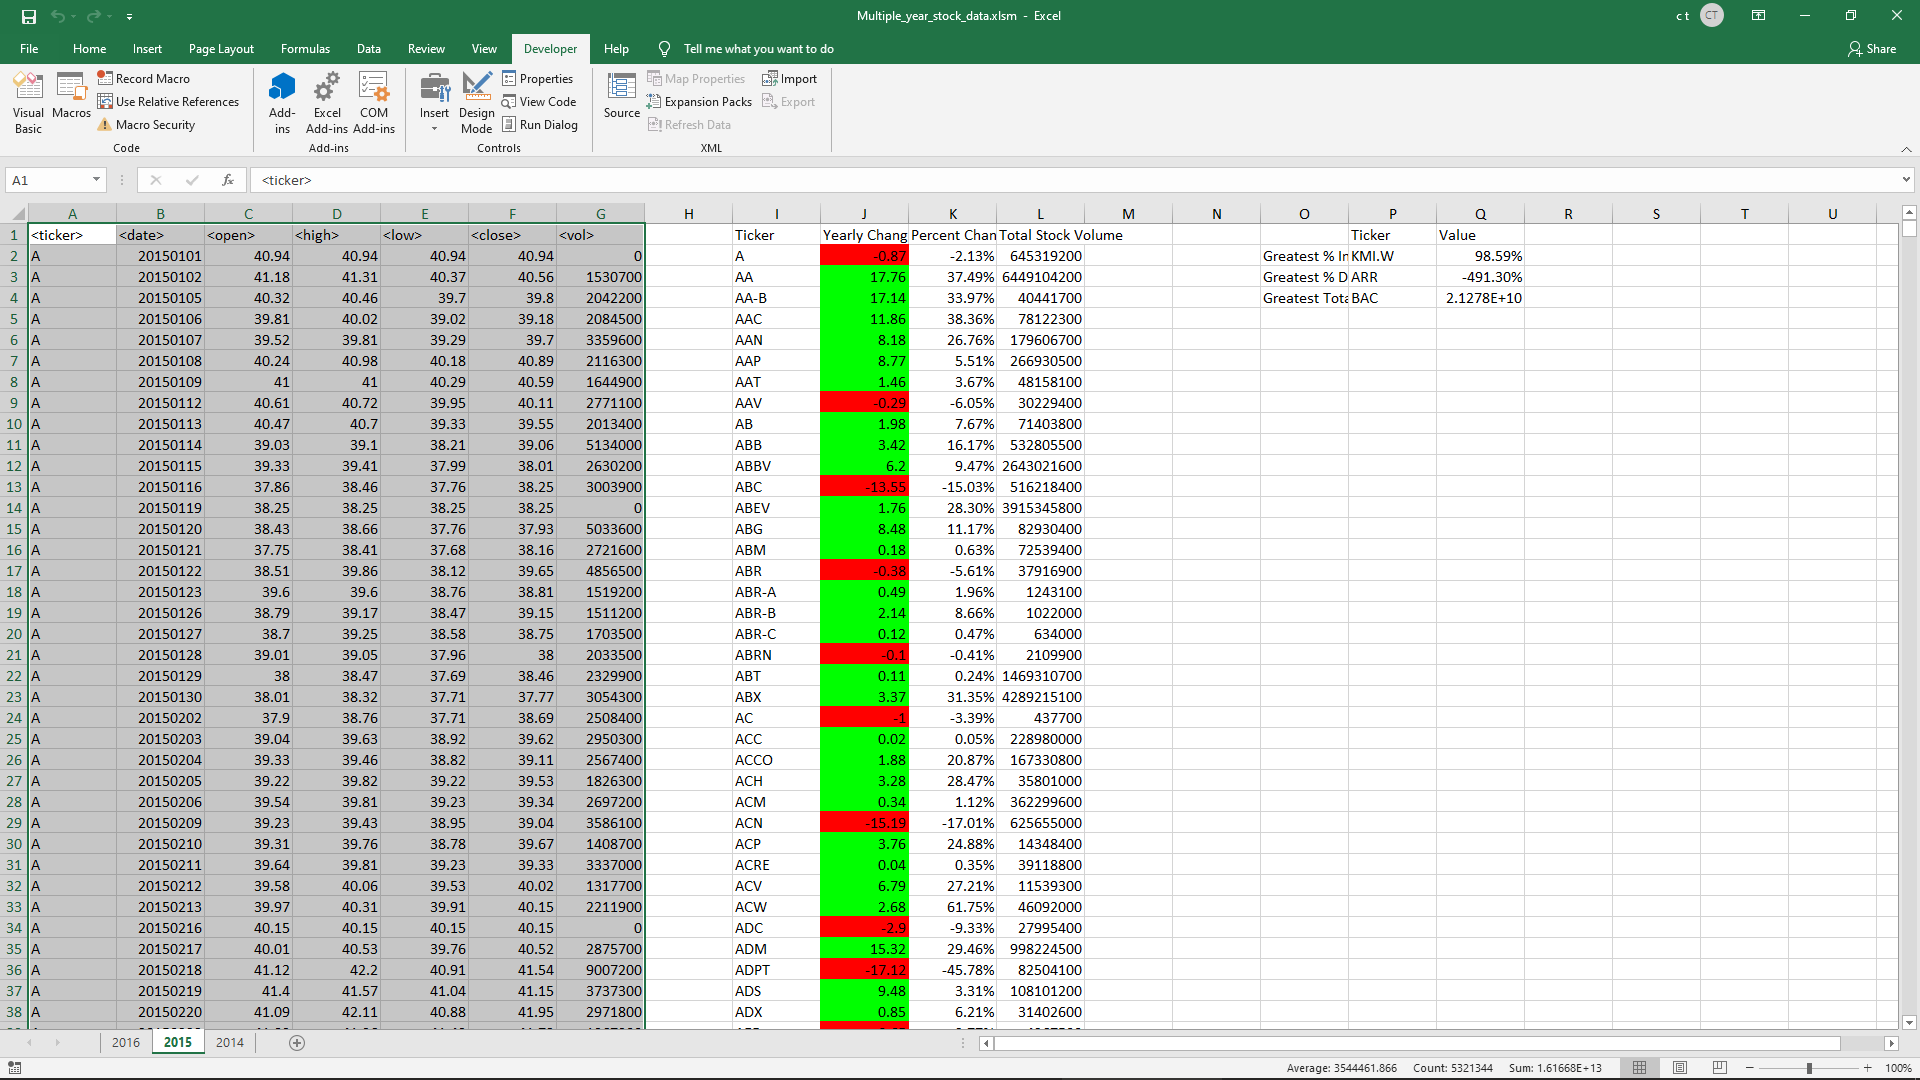 Multiple_year_stock_data.xlsm - Excel
c t CT
File Home Insert Page Layout Formulas Data Review View Developer Help Tell me what you want to do Share
Visual Basic
Macros
Record Macro
Use Relative References
Macro Security
Code
Add-ins
Excel Add-ins
COM Add-ins
Add-ins
Insert
Design Mode
Properties
View Code
Run Dialog
Controls
Source
Map Properties
Expansion Packs
Refresh Data
Import
Export
XML
A1 fx <ticker>
A B C D E F G H I J K L M N O P Q R S T U
1 <ticker> <date> <open> <high> <low> <close> <vol> Ticker Yearly Chang Percent Chan Total Stock Volume Ticker Value
2 A 20150101 40.94 40.94 40.94 40.94 0 A -0.87 -2.13% 645319200 Greatest % In KMI.W 98.59%
3 A 20150102 41.18 41.31 40.37 40.56 1530700 AA 17.76 37.49% 6449104200 Greatest % D ARR -491.30%
4 A 20150105 40.32 40.46 39.7 39.8 2042200 AA-B 17.14 33.97% 40441700 Greatest Tota BAC 2.1278E+10
5 A 20150106 39.81 40.02 39.02 39.18 2084500 AAC 11.86 38.36% 78122300
6 A 20150107 39.52 39.81 39.29 39.7 3359600 AAN 8.18 26.76% 179606700
7 A 20150108 40.24 40.98 40.18 40.89 2116300 AAP 8.77 5.51% 266930500
8 A 20150109 41 41 40.29 40.59 1644900 AAT 1.46 3.67% 48158100
9 A 20150112 40.61 40.72 39.95 40.11 2771100 AAV -0.29 -6.05% 30229400
10 A 20150113 40.47 40.7 39.33 39.55 2013400 AB 1.98 7.67% 71403800
11 A 20150114 39.03 39.1 38.21 39.06 5134000 ABB 3.42 16.17% 532805500
12 A 20150115 39.33 39.41 37.99 38.01 2630200 ABBV 6.2 9.47% 2643021600
13 A 20150116 37.86 38.46 37.76 38.25 3003900 ABC -13.55 -15.03% 516218400
14 A 20150119 38.25 38.25 38.25 38.25 0 ABEV 1.76 28.30% 3915345800
15 A 20150120 38.43 38.66 37.76 37.93 5033600 ABG 8.48 11.17% 82930400
16 A 20150121 37.75 38.41 37.68 38.16 2721600 ABM 0.18 0.63% 72539400
17 A 20150122 38.51 39.86 38.12 39.65 4856500 ABR -0.38 -5.61% 37916900
18 A 20150123 39.6 39.6 38.76 38.81 1519200 ABR-A 0.49 1.96% 1243100
19 A 20150126 38.79 39.17 38.47 39.15 1511200 ABR-B 2.14 8.66% 1022000
20 A 20150127 38.7 39.25 38.58 38.75 1703500 ABR-C 0.12 0.47% 634000
21 A 20150128 39.01 39.05 37.96 38 2033500 ABRN -0.1 -0.41% 2109900
22 A 20150129 38 38.47 37.69 38.46 2329900 ABT 0.11 0.24% 1469310700
23 A 20150130 38.01 38.32 37.71 37.77 3054300 ABX 3.37 31.35% 4289215100
24 A 20150202 37.9 38.76 37.71 38.69 2508400 AC -1 -3.39% 437700
25 A 20150203 39.04 39.63 38.92 39.62 2950300 ACC 0.02 0.05% 228980000
26 A 20150204 39.33 39.46 38.82 39.11 2567400 ACCO 1.88 20.87% 167330800
27 A 20150205 39.22 39.82 39.22 39.53 1826300 ACH 3.28 28.47% 35801000
28 A 20150206 39.54 39.81 39.23 39.34 2697200 ACM 0.34 1.12% 362299600
29 A 20150209 39.23 39.43 38.95 39.04 3586100 ACN -15.19 -17.01% 625655000
30 A 20150210 39.31 39.76 38.78 39.67 1408700 ACP 3.76 24.88% 14348400
31 A 20150211 39.64 39.81 39.23 39.33 3337000 ACRE 0.04 0.35% 39118800
32 A 20150212 39.58 40.06 39.53 40.02 1317700 ACV 6.79 27.21% 11539300
33 A 20150213 39.97 40.31 39.91 40.15 2211900 ACW 2.68 61.75% 46092000
34 A 20150216 40.15 40.15 40.15 40.15 0 ADC -2.9 -9.33% 27995400
35 A 20150217 40.01 40.53 39.76 40.52 2875700 ADM 15.32 29.46% 998224500
36 A 20150218 41.12 42.2 40.91 41.54 9007200 ADPT -17.12 -45.78% 82504100
37 A 20150219 41.4 41.57 41.04 41.15 3737300 ADS 9.48 3.31% 108101200
38 A 20150220 41.09 42.11 40.88 41.95 2971800 ADX 0.85 6.21% 31402600
2016 2015 2014
Average: 3544461.866 Count: 5321344 Sum: 1.61668E+13 100%